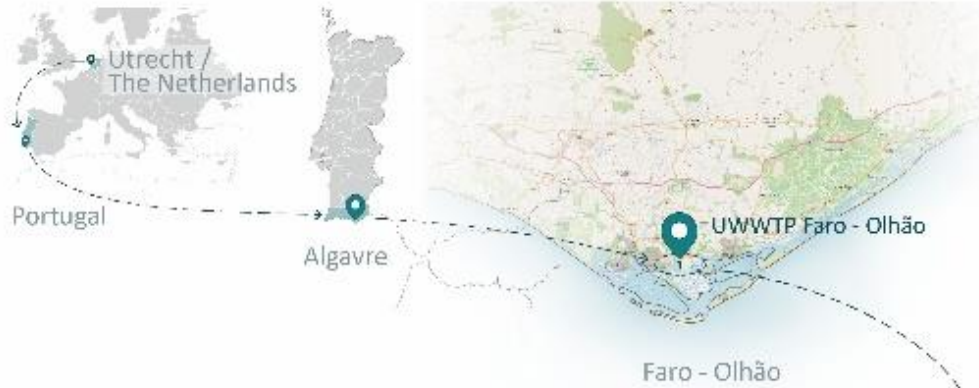 Utrecht /
The Netherlands
Portugal
Algavre
UWWTP Faro - Olhão
Faro - Olhão